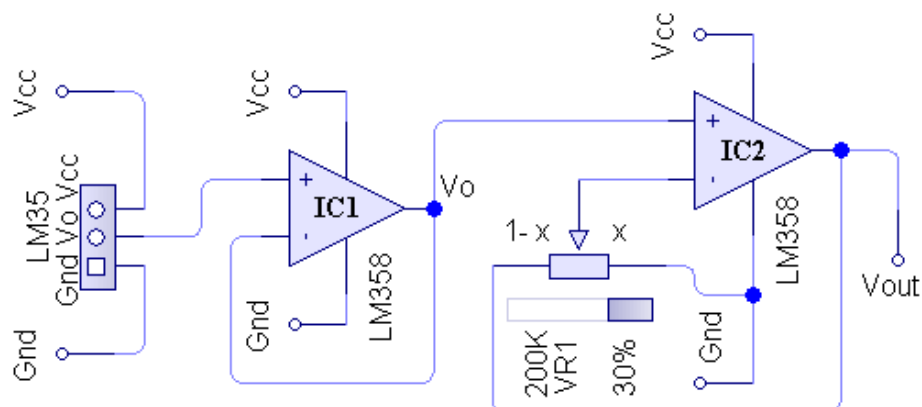 Vcc
LM35
Gnd Vo Vcc
Gnd
Vcc
+
-
IC1
LM358
Gnd
Vo
Vcc
+
-
IC2
LM358
1- x
x
200K
VR1
30%
Gnd
Vout